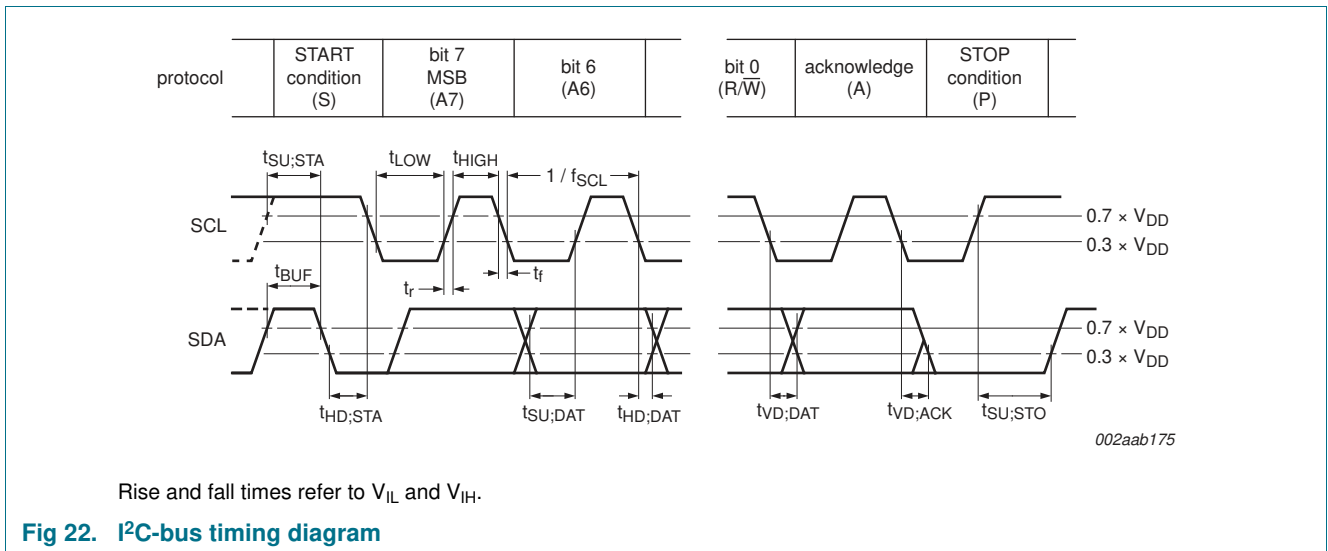 protocol
START
condition
(S)
bit 7
MSB
(A7)
bit 6
(A6)
bit 0
(R/W̅)
acknowledge
(A)
STOP
condition
(P)
tSU;STA
tLOW
tHIGH
1 / fSCL
SCL
0.7 × VDD
0.3 × VDD
tBUF
tr
tf
SDA
0.7 × VDD
0.3 × VDD
tHD;STA
tSU;DAT
tHD;DAT
tVD;DAT
tVD;ACK
tSU;STO
002aab175
Rise and fall times refer to VIL and VIH.
Fig 22. I²C-bus timing diagram